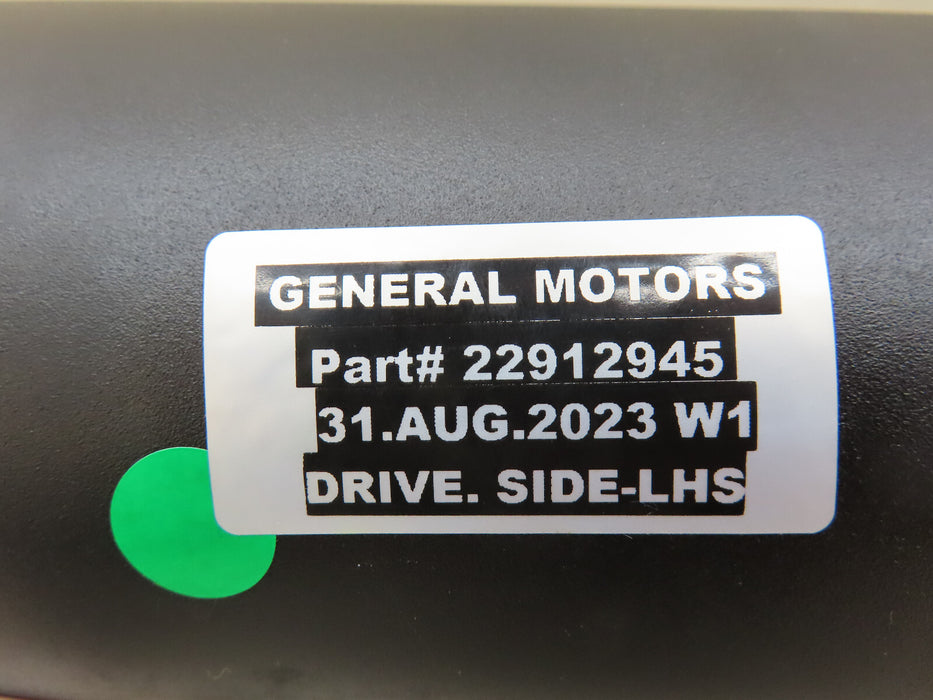 GENERAL MOTORS
Part# 22912945
31.AUG.2023 W1
DRIVE. SIDE-LHS